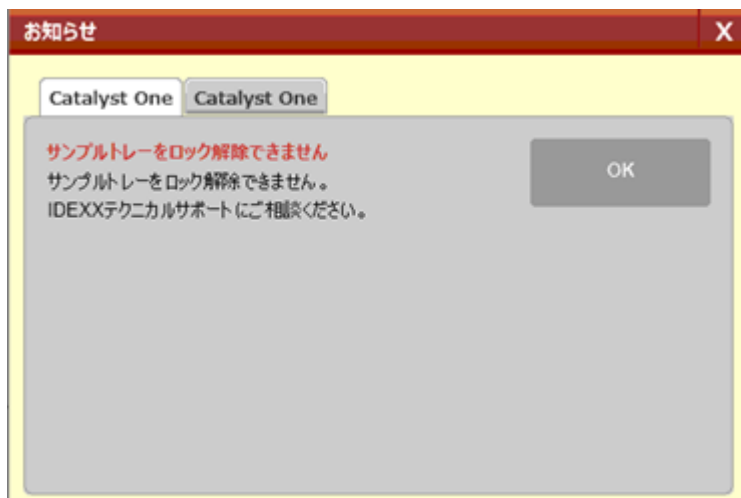 お知らせ
X
Catalyst One
Catalyst One
サンプルトレーをロック解除できません
サンプルトレーをロック解除できません。
IDEXXテクニカルサポートにご相談ください。
OK